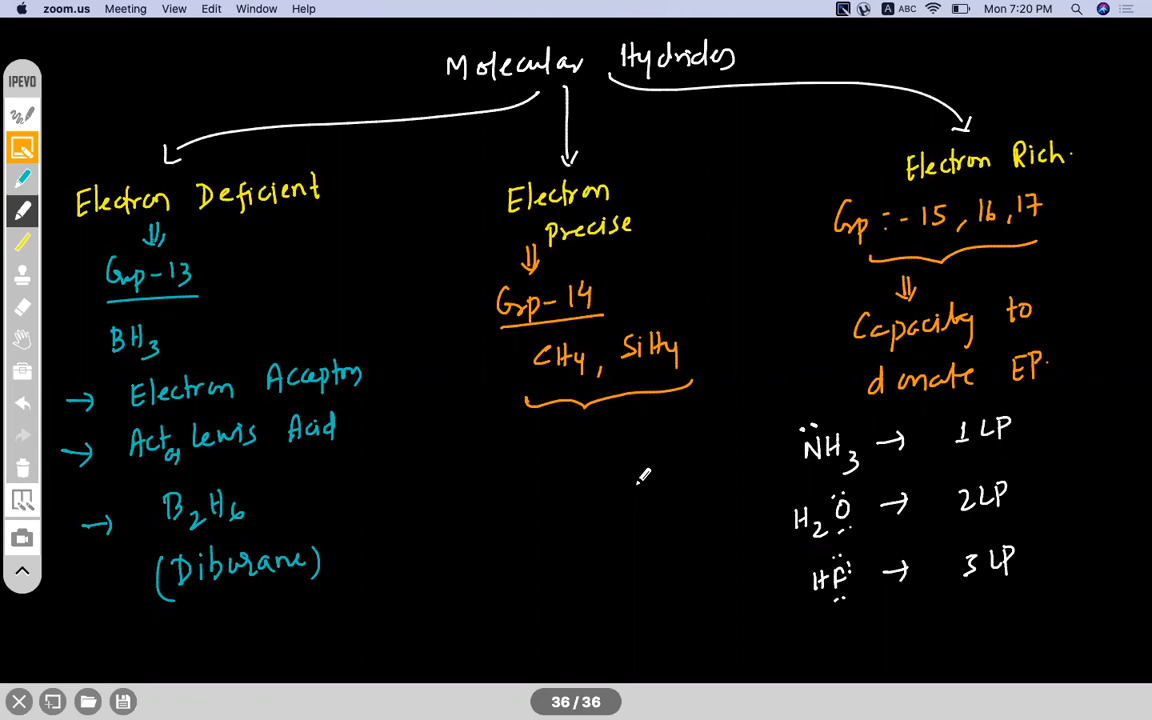 zoom.us Meeting View Edit Window Help
A ABC Mon 7:20 PM
IPEVO
Molecular Hydrides
Electron Deficient
Grp-13
BH3
→ Electron Acceptor
→ Act as lewis Acid
→ B2H6
(Diborane)
Electron
Precise
Grp-14
CH4, SiH4
Electron Rich.
Grp :- 15, 16, 17
Capacity to
donate EP.
NH3 → 1 LP
H2O → 2LP
HF → 3 LP
36 / 36